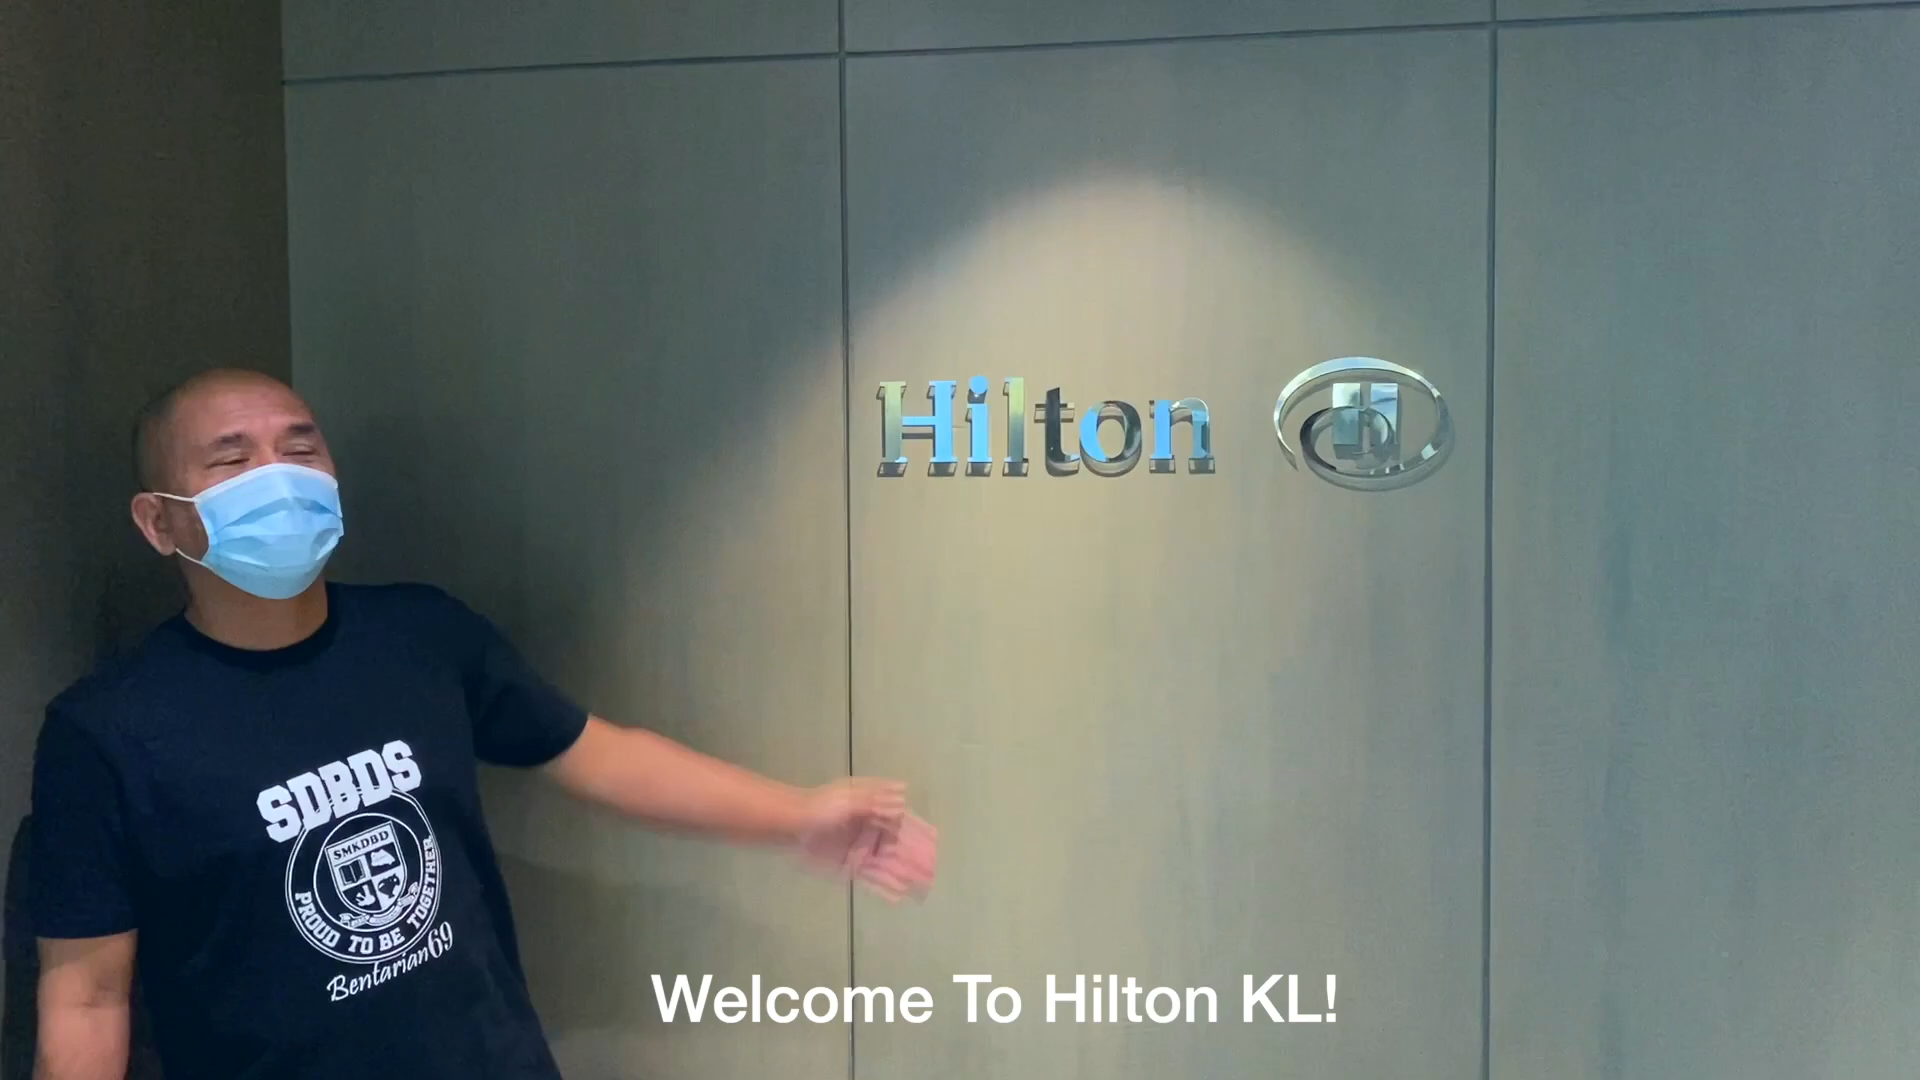 Hilton
SDBDS
SMKDBD
PROUD TO BE TOGETHER
Bentarian69
Welcome To Hilton KL!